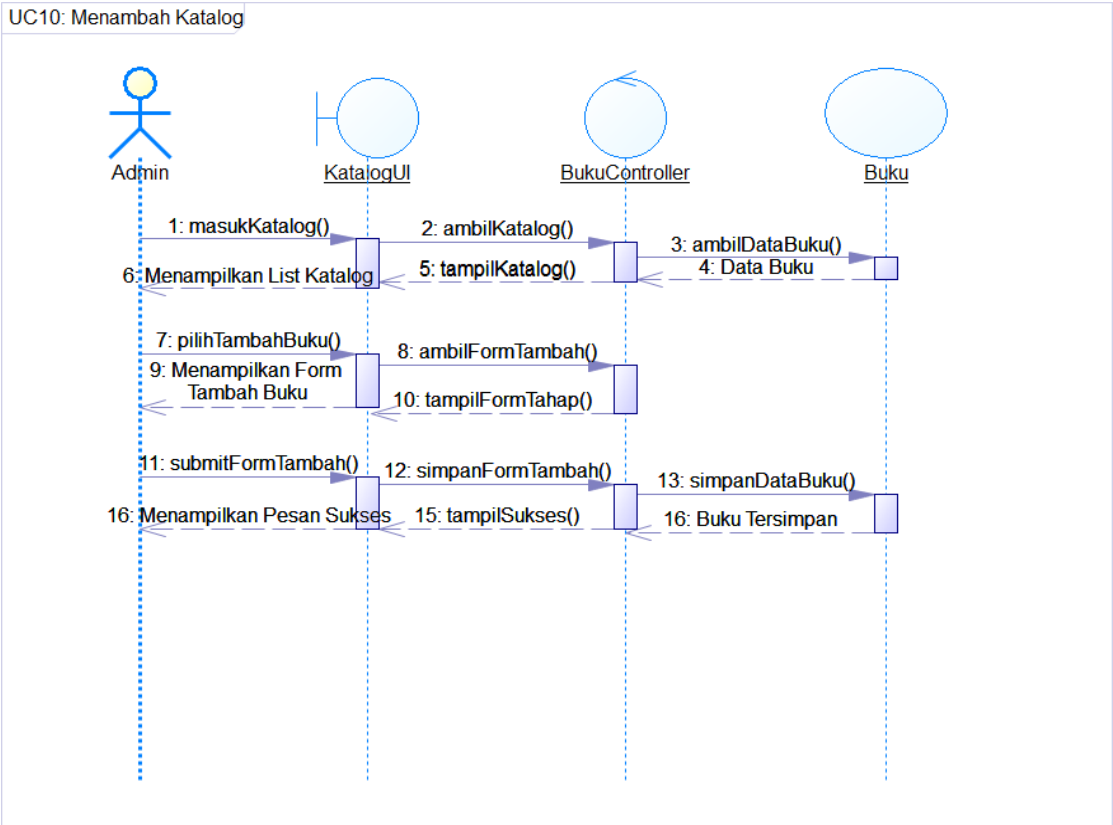 UC10: Menambah Katalog
Admin
KatalogUI
BukuController
Buku
1: masukKatalog()
2: ambilKatalog()
3: ambilDataBuku()
4: Data Buku
5: tampilKatalog()
6: Menampilkan List Katalog
7: pilihTambahBuku()
8: ambilFormTambah()
9: Menampilkan Form
Tambah Buku
10: tampilFormTahap()
11: submitFormTambah()
12: simpanFormTambah()
13: simpanDataBuku()
16: Menampilkan Pesan Sukses
15: tampilSukses()
16: Buku Tersimpan